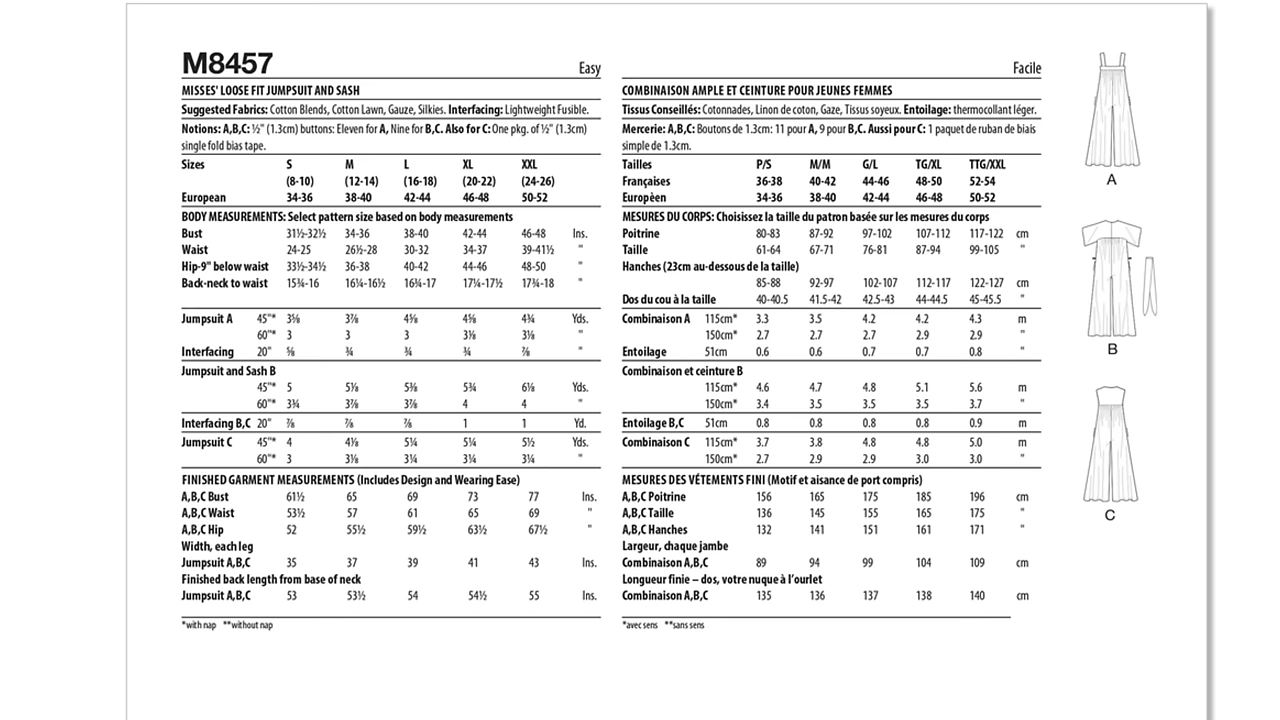 M8457 Easy
MISSES' LOOSE FIT JUMPSUIT AND SASH
Suggested Fabrics: Cotton Blends, Cotton Lawn, Gauze, Silkies. Interfacing: Lightweight Fusible.
Notions: A,B,C: ½" (1.3cm) buttons: Eleven for A, Nine for B,C. Also for C: One pkg. of ½" (1.3cm)
single fold bias tape.
Sizes S M L XL XXL
(8-10) (12-14) (16-18) (20-22) (24-26)
European 34-36 38-40 42-44 46-48 50-52
BODY MEASUREMENTS: Select pattern size based on body measurements
Bust 31½-32½ 34-36 38-40 42-44 46-48 Ins.
Waist 24-25 26½-28 30-32 34-37 39-41½ "
Hip-9" below waist 33½-34½ 36-38 40-42 44-46 48-50 "
Back-neck to waist 15¾-16 16¼-16½ 16¾-17 17¼-17½ 17¾-18 "
Jumpsuit A 45"* 3⅝ 3⅞ 4⅝ 4⅝ 4¾ Yds.
60"* 3 3 3 3⅛ 3⅛ "
Interfacing 20" ⅝ ¾ ¾ ¾ ⅞ "
Jumpsuit and Sash B
45"* 5 5⅛ 5⅜ 5¾ 6⅛ Yds.
60"* 3¾ 3⅞ 3⅞ 4 4 "
Interfacing B,C 20" ⅞ ⅞ ⅞ 1 1 Yd.
Jumpsuit C 45"* 4 4⅛ 5¼ 5¼ 5½ Yds.
60"* 3 3⅛ 3¼ 3¼ 3¼ "
FINISHED GARMENT MEASUREMENTS (Includes Design and Wearing Ease)
A,B,C Bust 61½ 65 69 73 77 Ins.
A,B,C Waist 53½ 57 61 65 69 "
A,B,C Hip 52 55½ 59½ 63½ 67½ "
Width, each leg
Jumpsuit A,B,C 35 37 39 41 43 Ins.
Finished back length from base of neck
Jumpsuit A,B,C 53 53½ 54 54½ 55 Ins.
*with nap **without nap
Facile
COMBINAISON AMPLE ET CEINTURE POUR JEUNES FEMMES
Tissus Conseillés: Cotonnades, Linon de coton, Gaze, Tissus soyeux. Entoilage: thermocollant léger.
Mercerie: A,B,C: Boutons de 1.3cm: 11 pour A, 9 pour B,C. Aussi pour C: 1 paquet de ruban de biais
simple de 1.3cm.
Tailles P/S M/M G/L TG/XL TTG/XXL
Françaises 36-38 40-42 44-46 48-50 52-54
Europèen 34-36 38-40 42-44 46-48 50-52
MESURES DU CORPS: Choisissez la taille du patron basée sur les mesures du corps
Poitrine 80-83 87-92 97-102 107-112 117-122 cm
Taille 61-64 67-71 76-81 87-94 99-105 "
Hanches (23cm au-dessous de la taille)
85-88 92-97 102-107 112-117 122-127 cm
Dos du cou à la taille 40-40.5 41.5-42 42.5-43 44-44.5 45-45.5 "
Combinaison A 115cm* 3.3 3.5 4.2 4.2 4.3 m
150cm* 2.7 2.7 2.7 2.9 2.9 "
Entoilage 51cm 0.6 0.6 0.7 0.7 0.8 "
Combinaison et ceinture B
115cm* 4.6 4.7 4.8 5.1 5.6 m
150cm* 3.4 3.5 3.5 3.5 3.7 "
Entoilage B,C 51cm 0.8 0.8 0.8 0.8 0.9 m
Combinaison C 115cm* 3.7 3.8 4.8 4.8 5.0 m
150cm* 2.7 2.9 2.9 3.0 3.0 "
MESURES DES VÉTEMENTS FINI (Motif et aisance de port compris)
A,B,C Poitrine 156 165 175 185 196 cm
A,B,C Taille 136 145 155 165 175 "
A,B,C Hanches 132 141 151 161 171 "
Largeur, chaque jambe
Combinaison A,B,C 89 94 99 104 109 cm
Longueur finie – dos, votre nuque à l'ourlet
Combinaison A,B,C 135 136 137 138 140 cm
*avec sens **sans sens
A
B
C